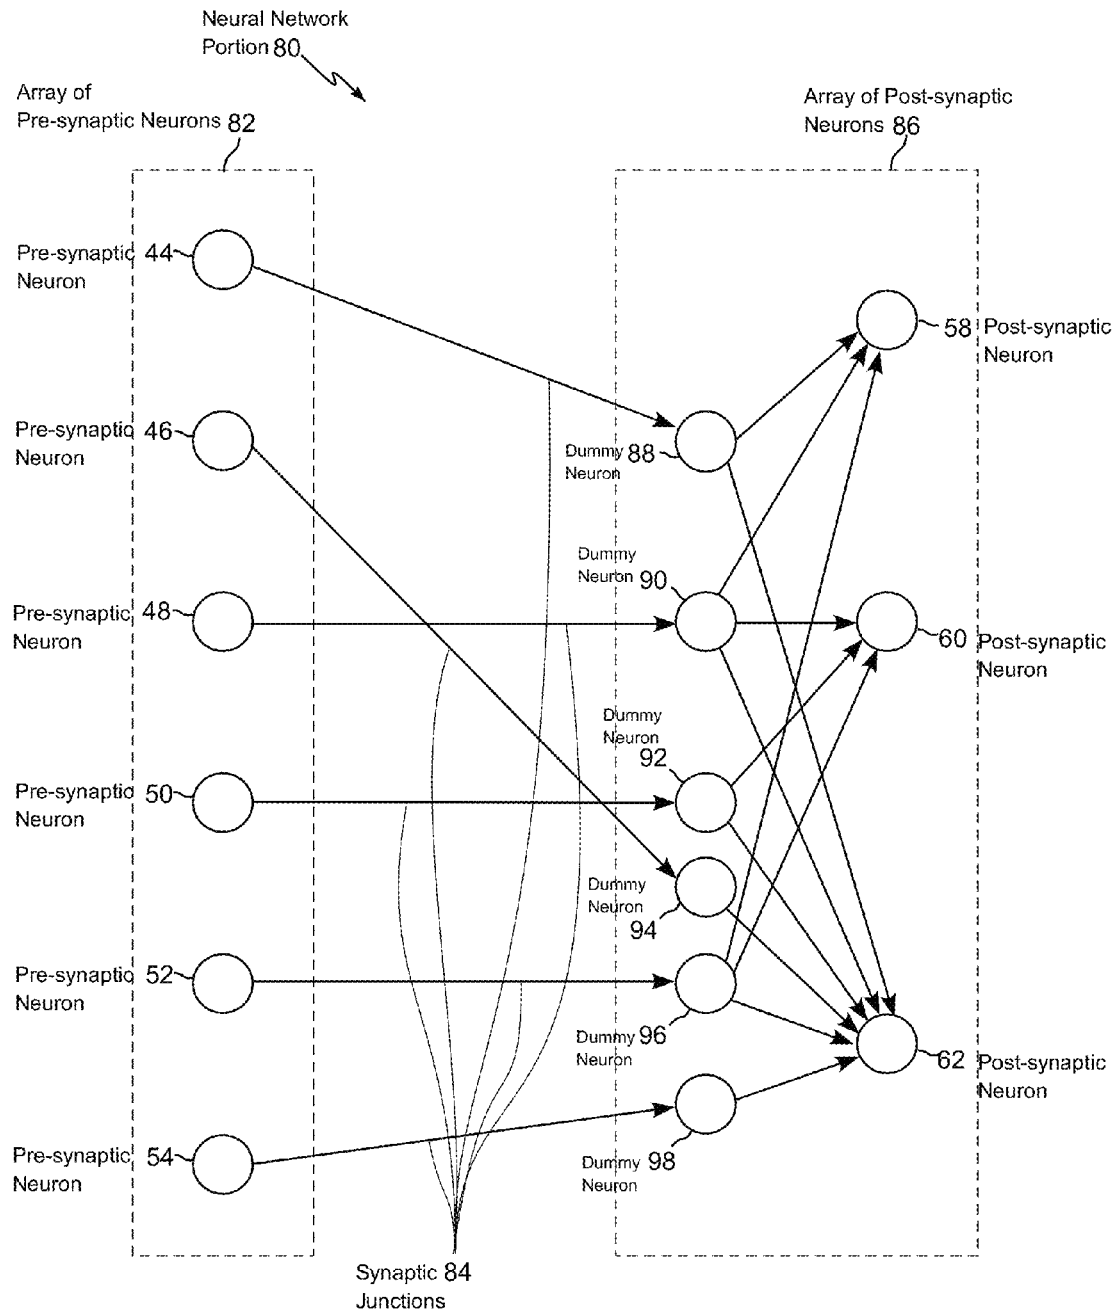 Neural Network
Portion 80
Array of
Pre-synaptic Neurons 82
Array of Post-synaptic
Neurons 86
Pre-synaptic 44
Neuron
58 Post-synaptic
Neuron
Pre-synaptic 46
Neuron
Dummy 88
Neuron
Dummy
Neuron 90
Pre-synaptic 48
Neuron
60 Post-synaptic
Neuron
Dummy
Neuron
92
Pre-synaptic 50
Neuron
Dummy
Neuron
94
Pre-synaptic 52
Neuron
Dummy 96
Neuron
62 Post-synaptic
Neuron
Pre-synaptic 54
Neuron
Dummy 98
Neuron
Synaptic 84
Junctions